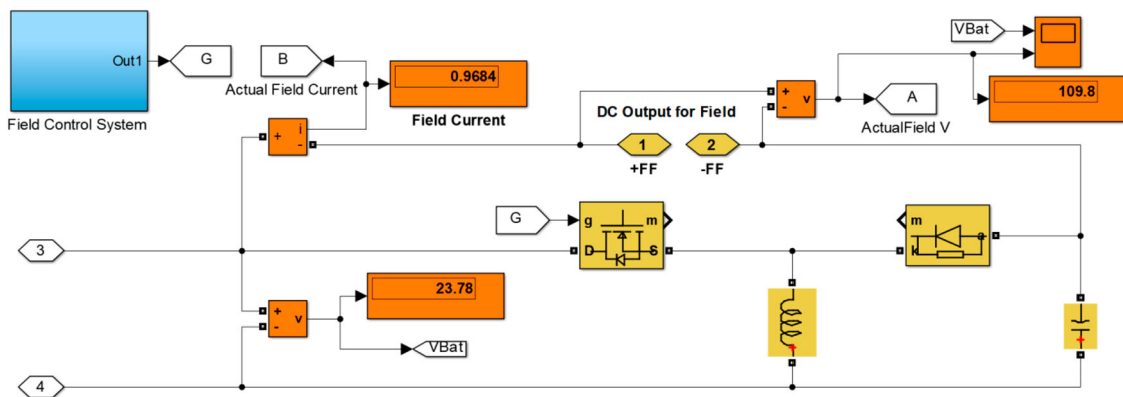 Out1
G
Field Control System
B
Actual Field Current
0.9684
Field Current
+
i
-
DC Output for Field
1
+FF
2
-FF
+
-
v
VBat
A
ActualField V
109.8
3
G
g
m
D
S
m
k
a
+
-
v
23.78
VBat
+
+
4